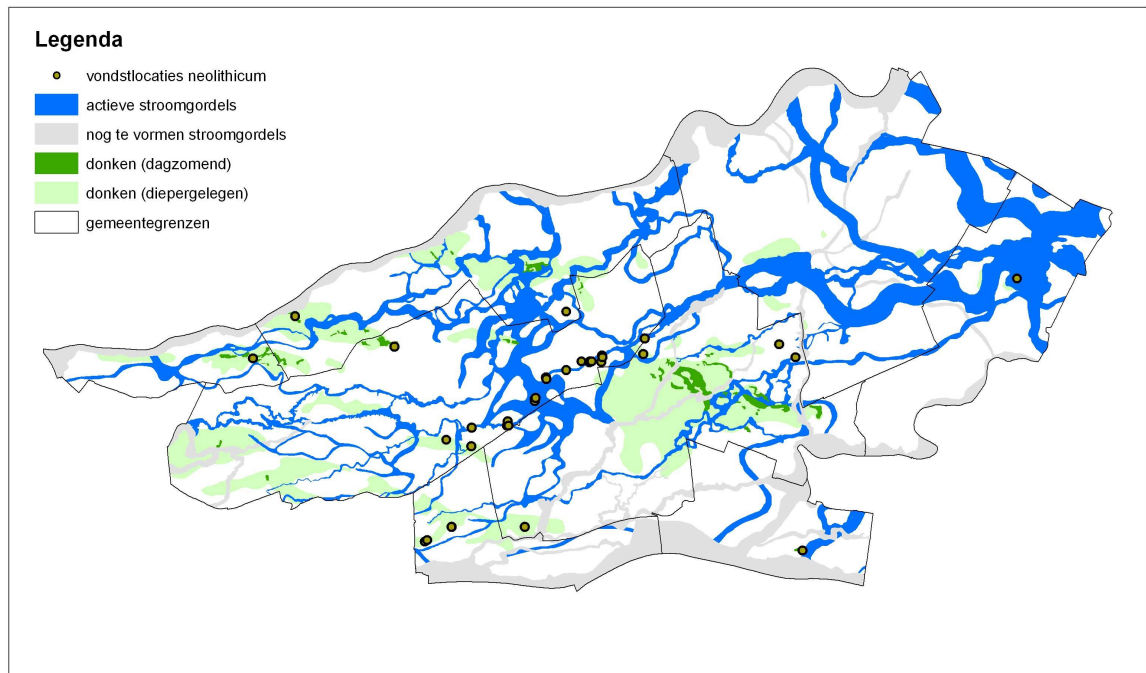 Legenda
vondstlocaties neolithicum
actieve stroomgordels
nog te vormen stroomgordels
donken (dagzomend)
donken (diepergelegen)
gemeentegrenzen